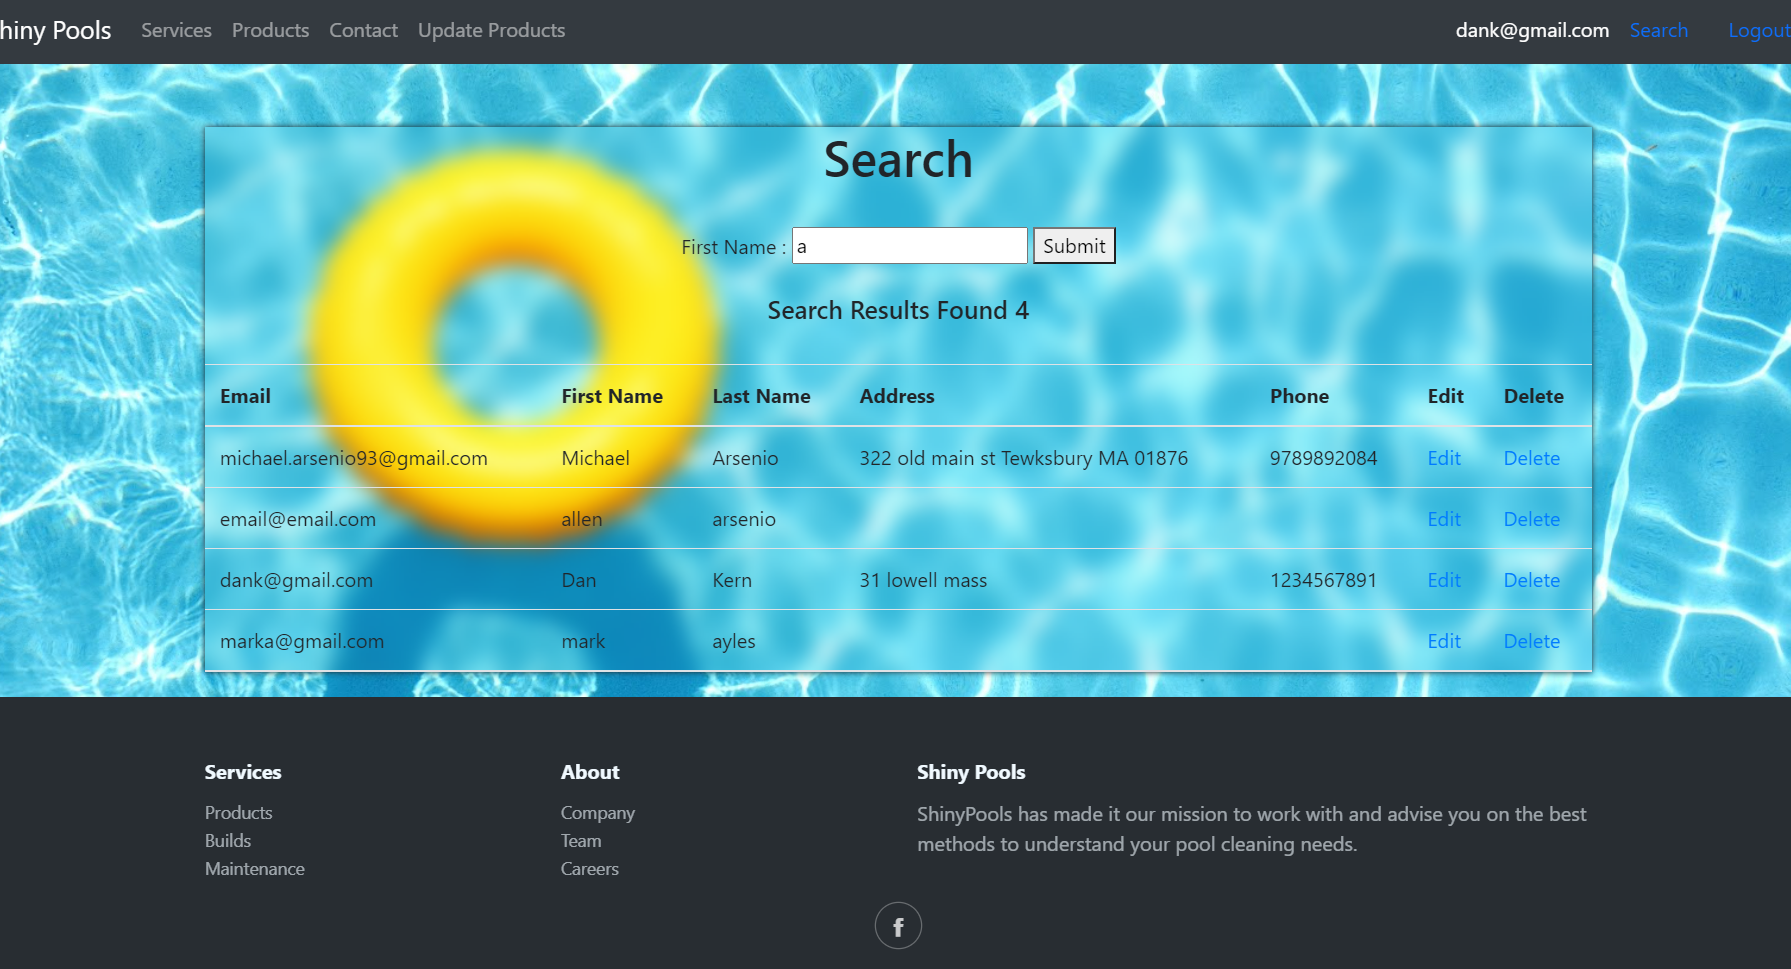 hiny Pools Services Products Contact Update Products dank@gmail.com Search Logout
Search
First Name : a Submit
Search Results Found 4
Email First Name Last Name Address Phone Edit Delete
michael.arsenio93@gmail.com Michael Arsenio 322 old main st Tewksbury MA 01876 9789892084 Edit Delete
email@email.com allen arsenio Edit Delete
dank@gmail.com Dan Kern 31 lowell mass 1234567891 Edit Delete
marka@gmail.com mark ayles Edit Delete
Services
Products
Builds
Maintenance
About
Company
Team
Careers
Shiny Pools
ShinyPools has made it our mission to work with and advise you on the best
methods to understand your pool cleaning needs.
f